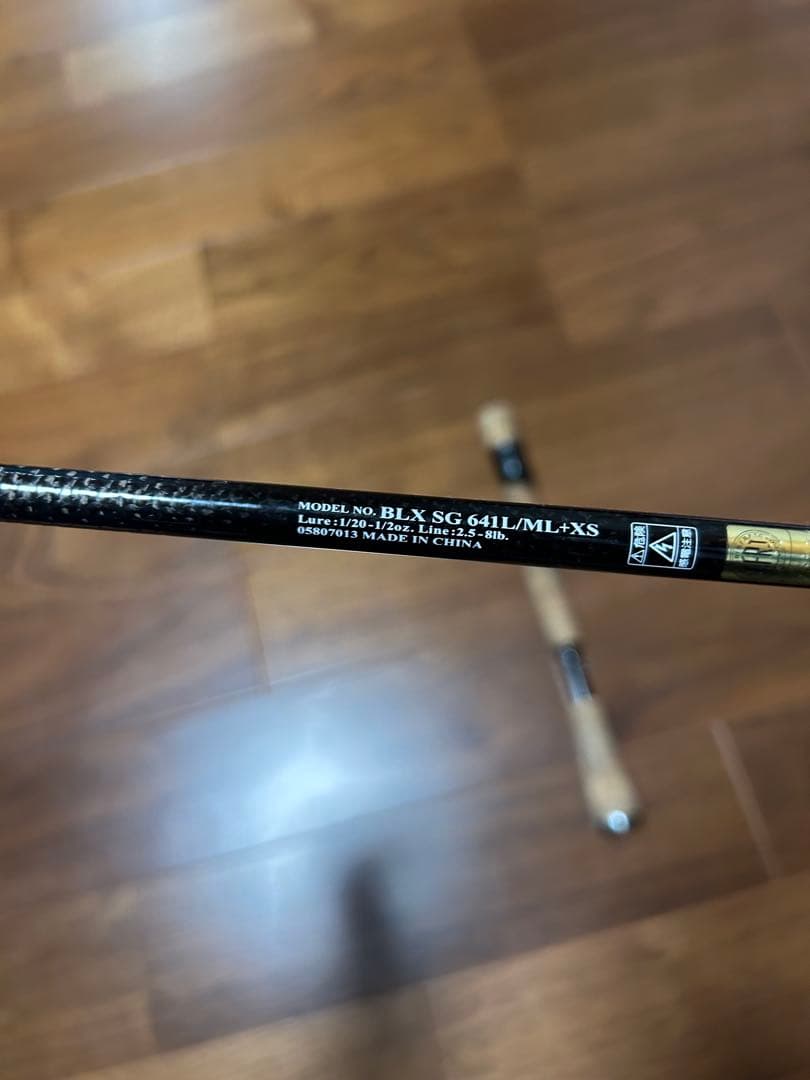 MODEL NO. BLX SG 641L/ML+XS
Lure:1/20-1/2oz. Line:2.5-8lb.
05807013 MADE IN CHINA
危険
感電注意